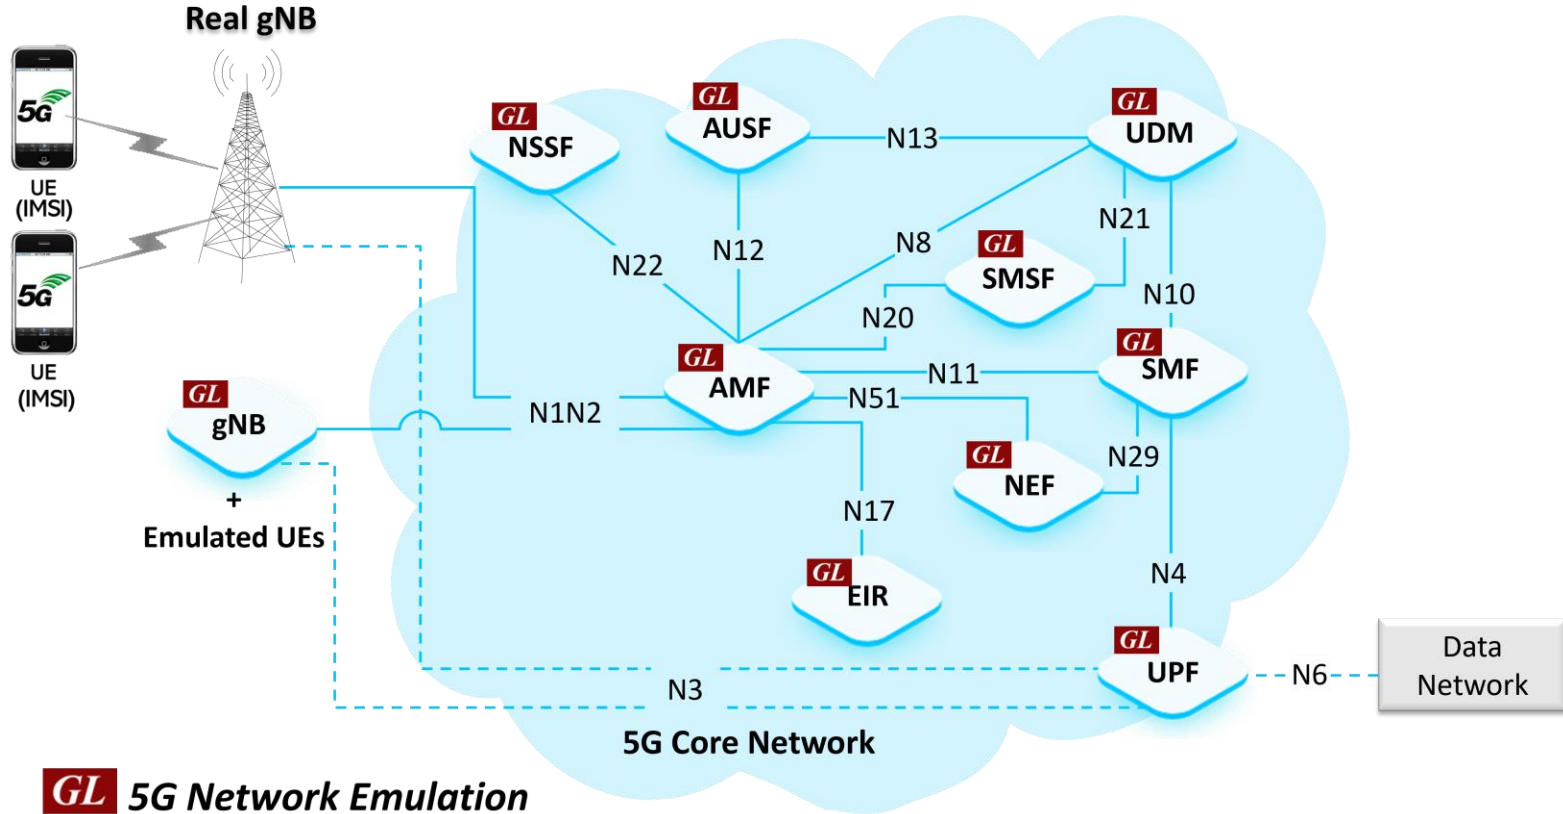 Real gNB
5G
UE
(IMSI)
5G
UE
(IMSI)
GL
NSSF
GL
AUSF
N13
GL
UDM
N22
N12
N8
N21
GL
SMSF
N20
N10
GL
AMF
N11
GL
SMF
N51
GL
gNB
+
Emulated UEs
N1N2
GL
NEF
N29
N17
GL
EIR
N4
GL
UPF
N6
Data
Network
N3
5G Core Network
GL 5G Network Emulation